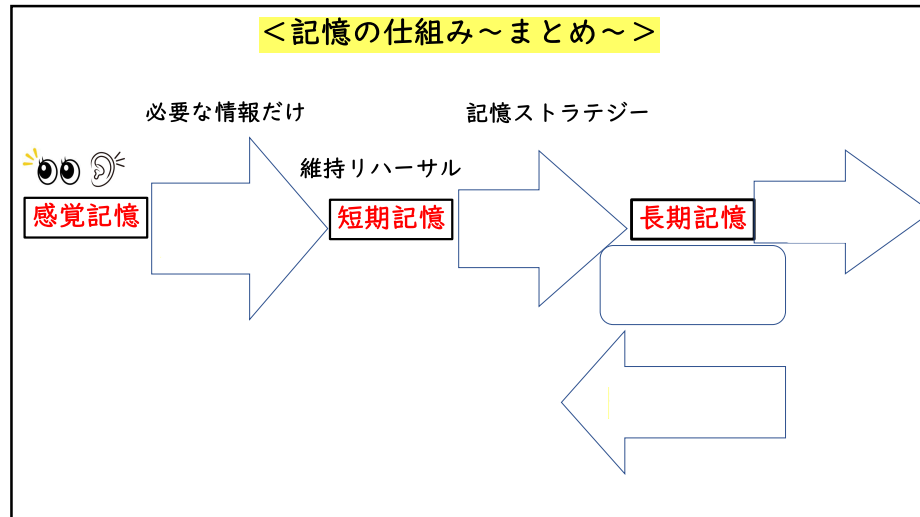 ＜記憶の仕組み～まとめ～＞
必要な情報だけ
記憶ストラテジー
維持リハーサル
感覚記憶
短期記憶
長期記憶